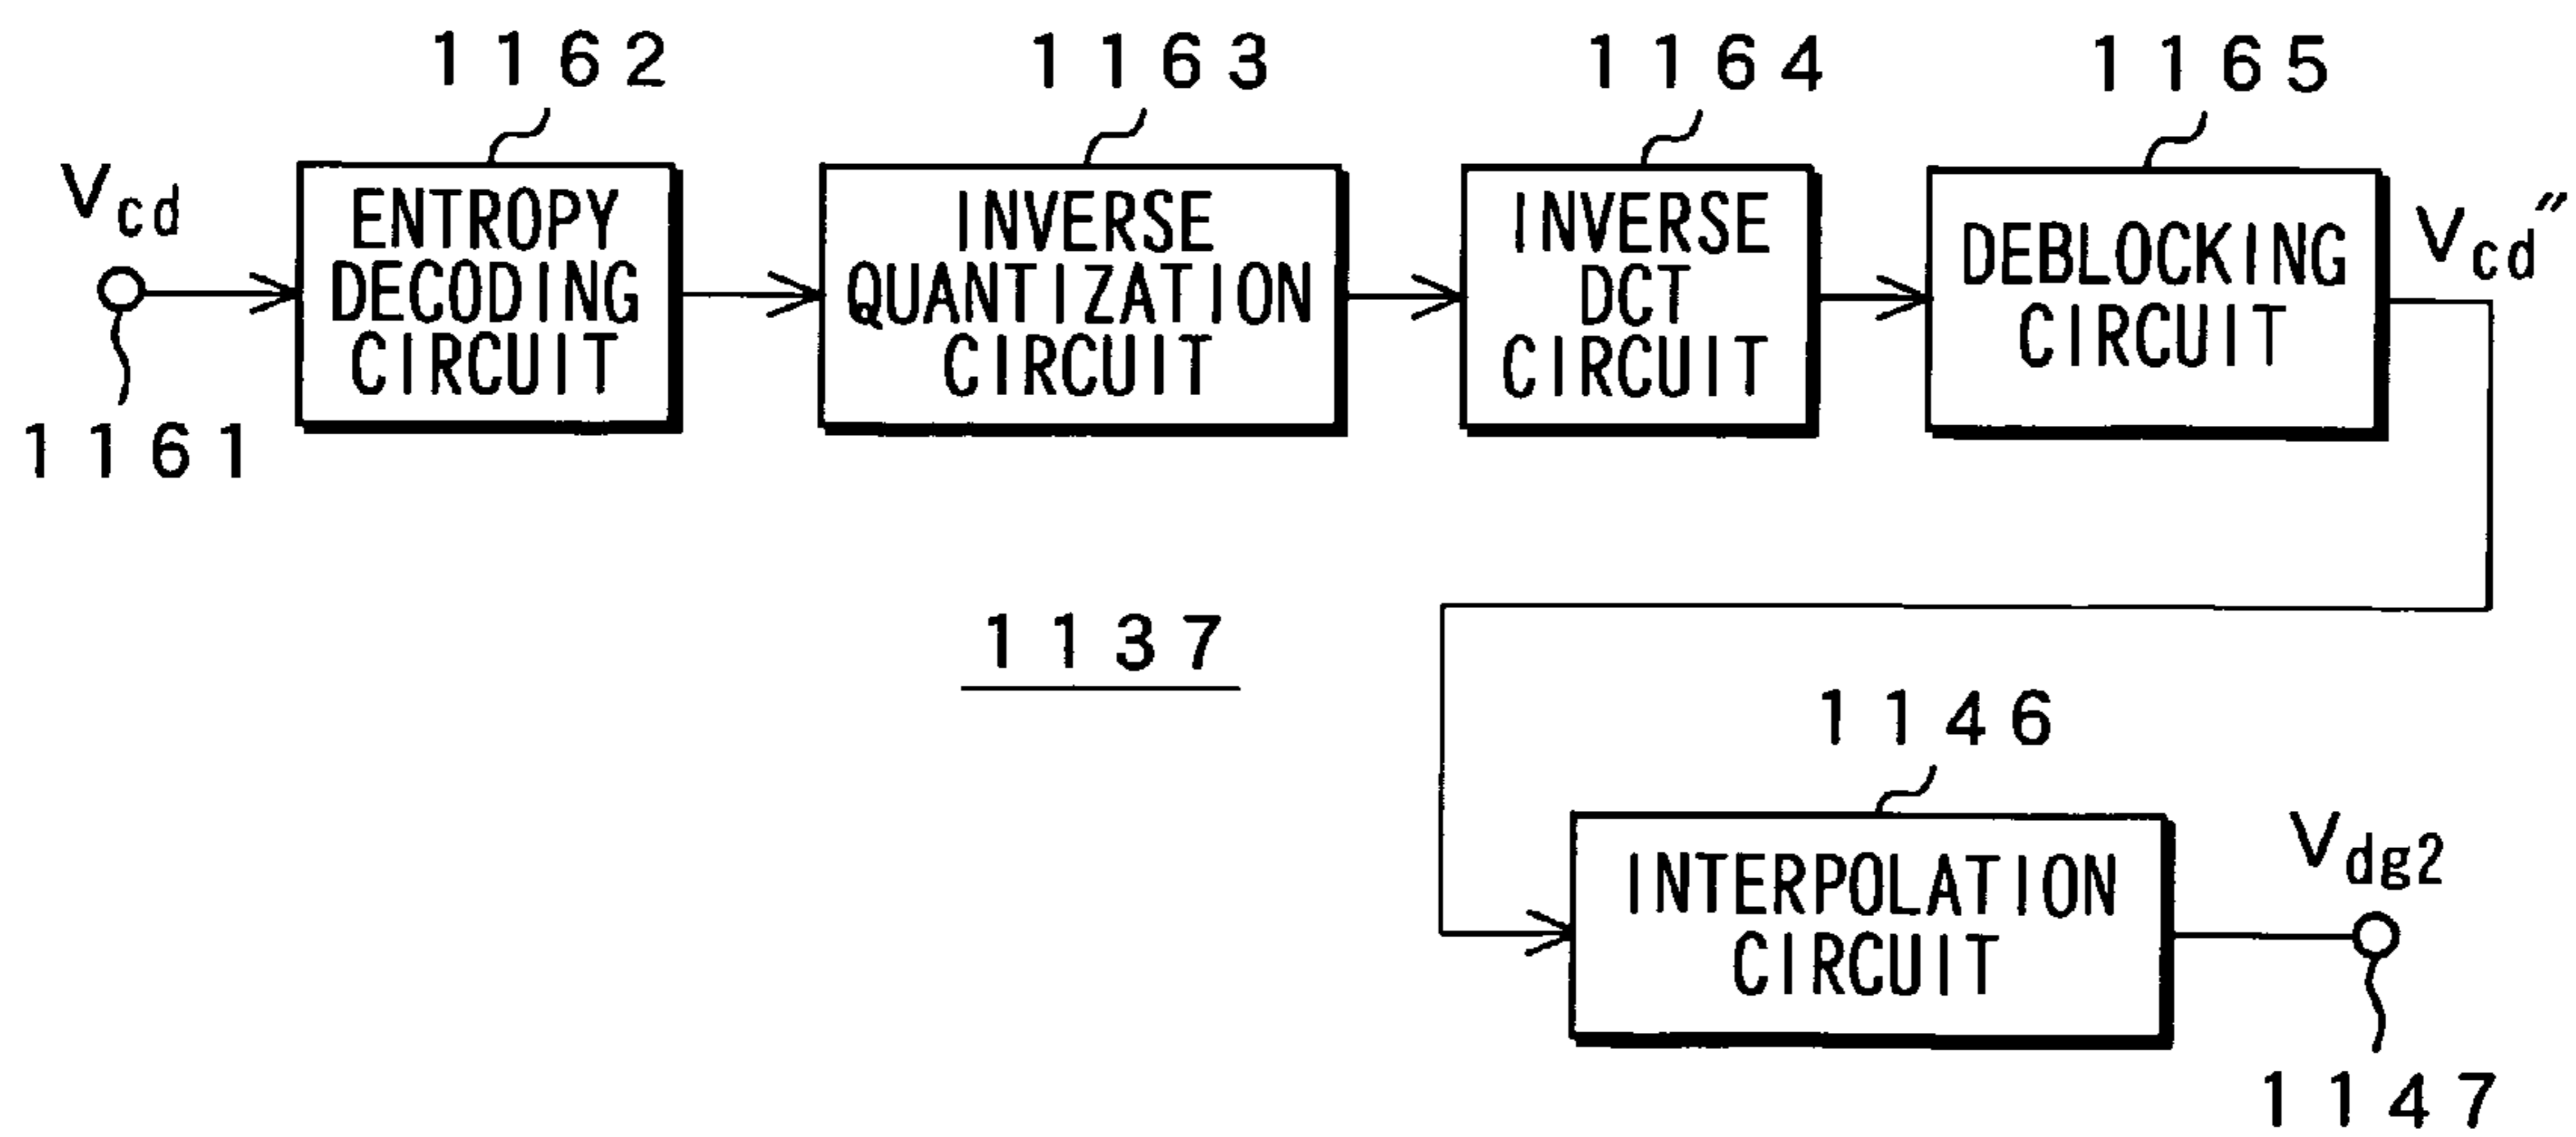 1162
1163
1164
1165
Vcd
ENTROPY
DECODING
CIRCUIT
INVERSE
QUANTIZATION
CIRCUIT
INVERSE
DCT
CIRCUIT
DEBLOCKING
CIRCUIT
Vcd″
1161
1137
1146
INTERPOLATION
CIRCUIT
Vdg2
1147